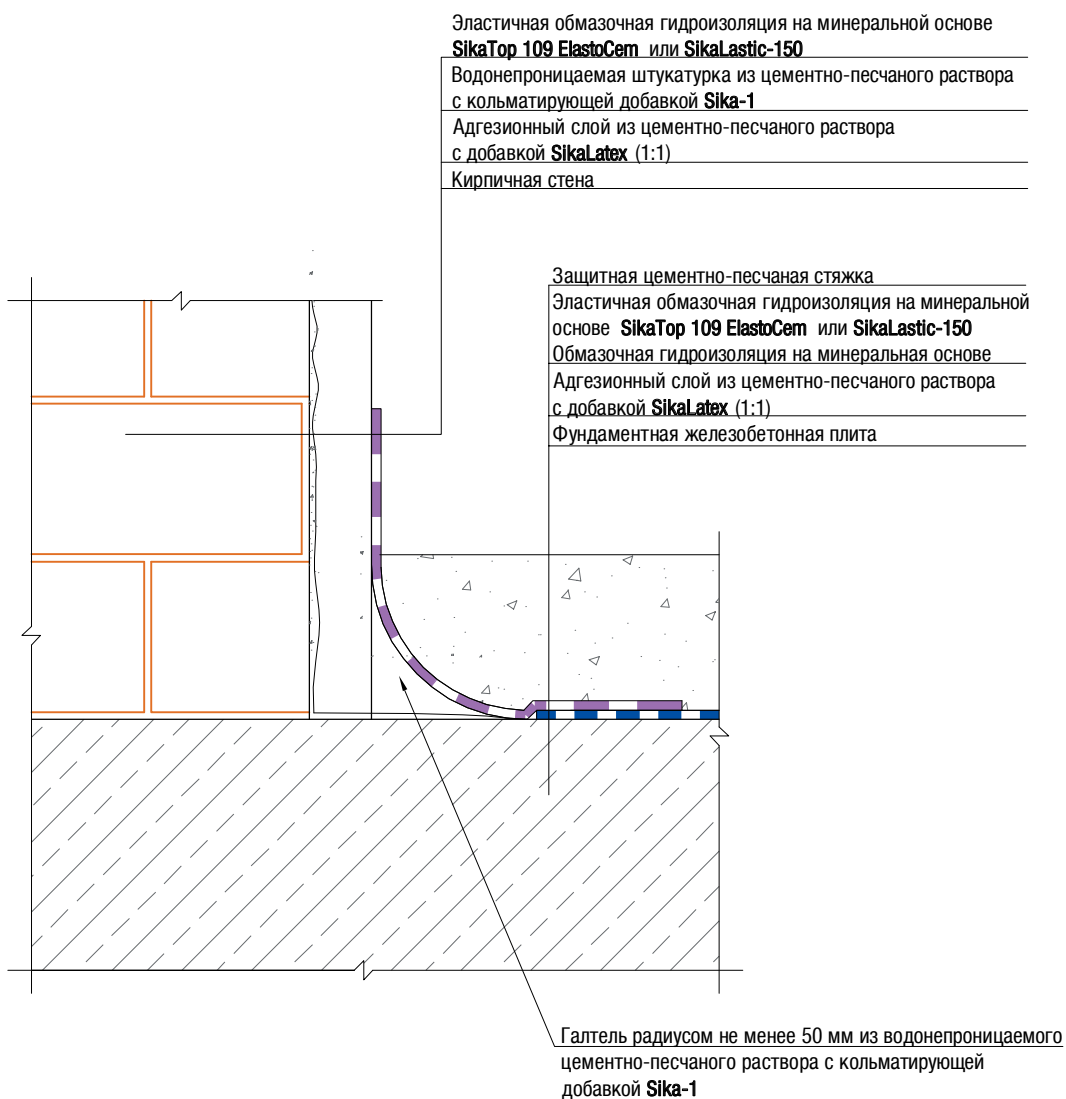 Эластичная обмазочная гидроизоляция на минеральной основе
SikaTop 109 ElastoCem или SikaLastic-150
Водонепроницаемая штукатурка из цементно-песчаного раствора
с кольматирующей добавкой Sika-1
Адгезионный слой из цементно-песчаного раствора
с добавкой SikaLatex (1:1)
Кирпичная стена
Защитная цементно-песчаная стяжка
Эластичная обмазочная гидроизоляция на минеральной
основе SikaTop 109 ElastoCem или SikaLastic-150
Обмазочная гидроизоляция на минеральная основе
Адгезионный слой из цементно-песчаного раствора
с добавкой SikaLatex (1:1)
Фундаментная железобетонная плита
Галтель радиусом не менее 50 мм из водонепроницаемого
цементно-песчаного раствора с кольматирующей
добавкой Sika-1